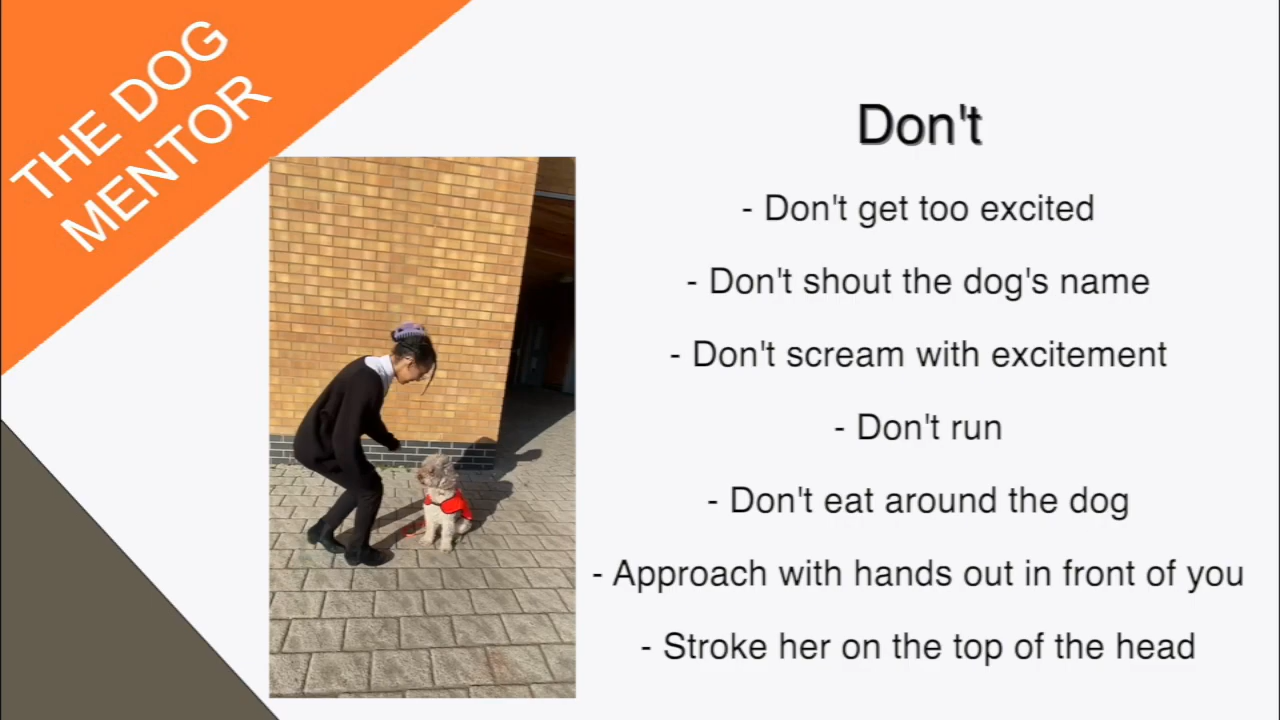 THE DOG
MENTOR
Don't
- Don't get too excited
- Don't shout the dog's name
- Don't scream with excitement
- Don't run
- Don't eat around the dog
- Approach with hands out in front of you
- Stroke her on the top of the head